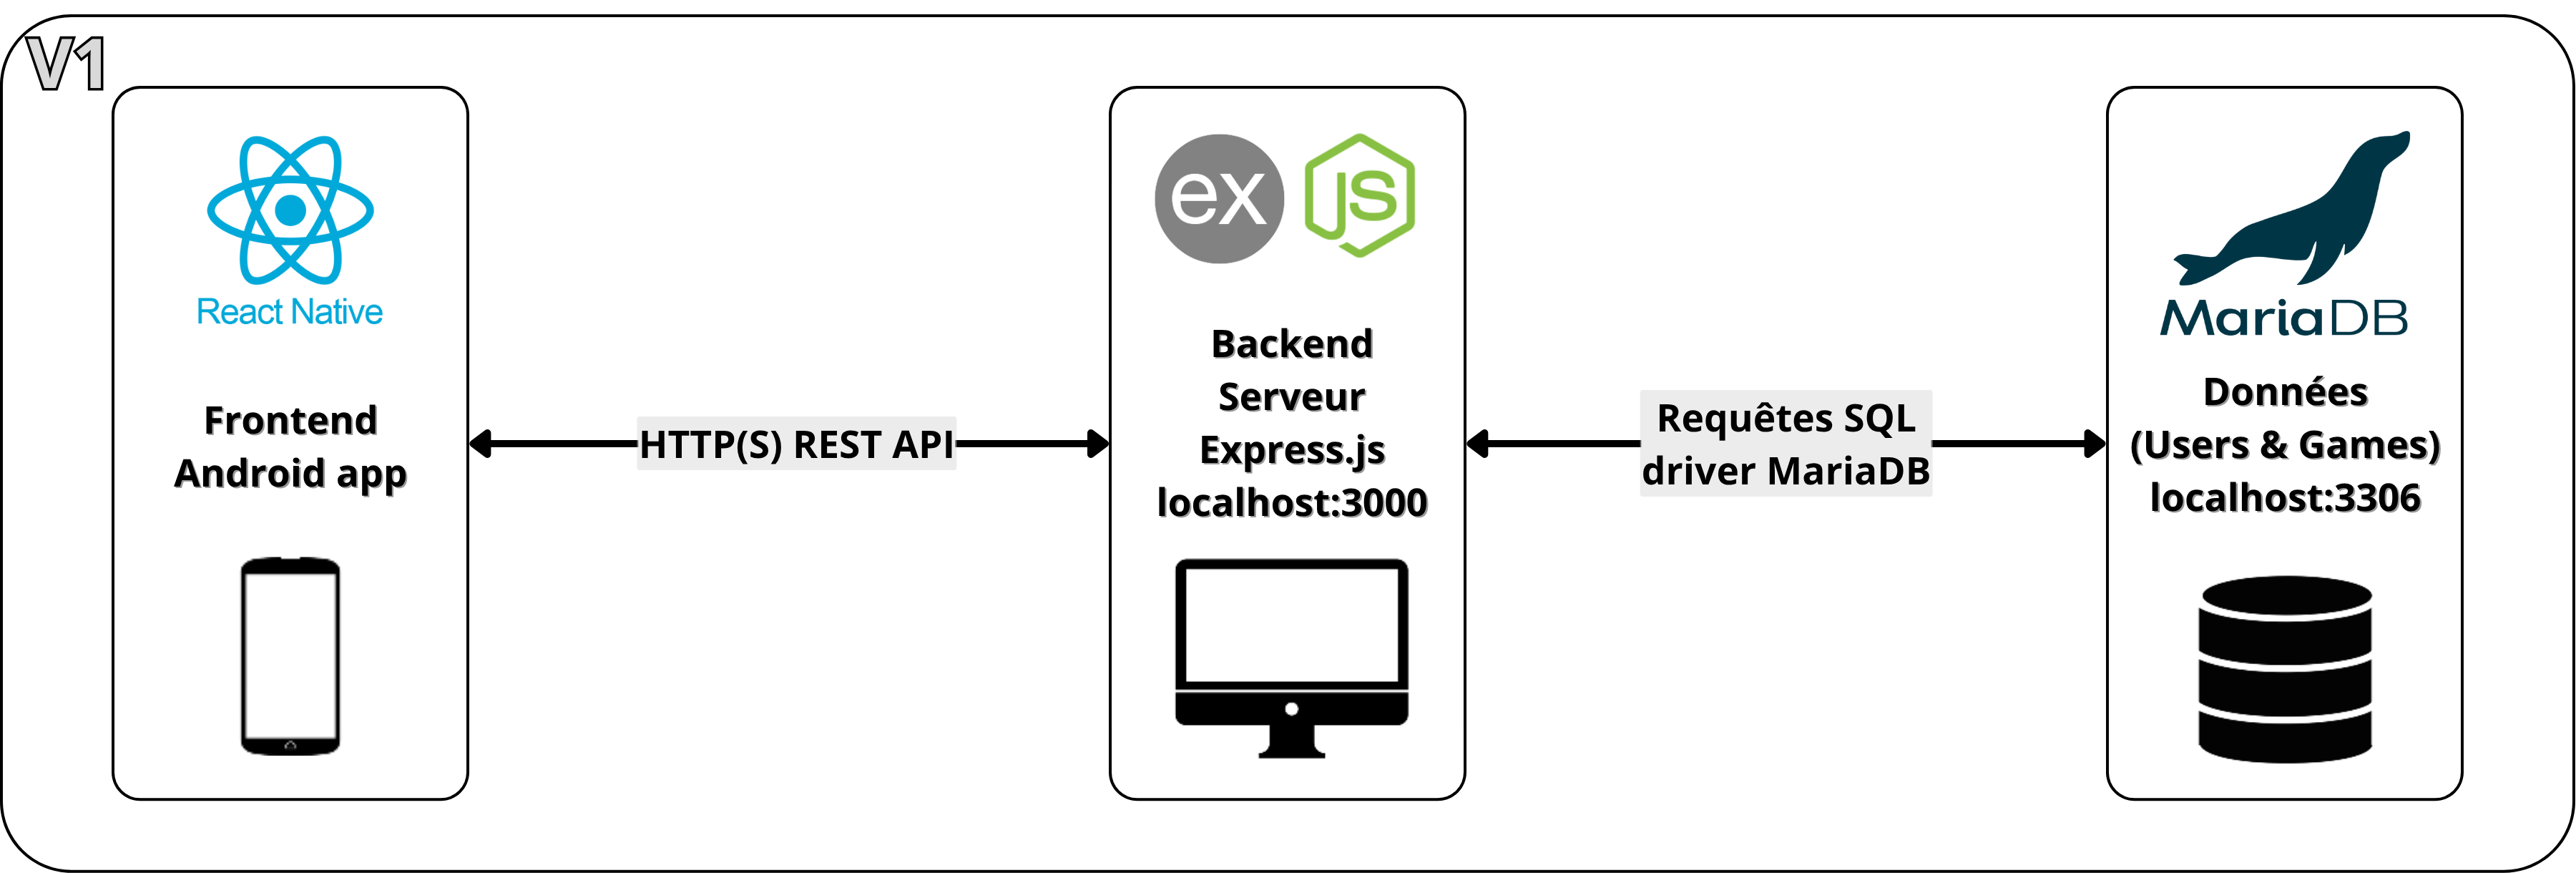 V1
React Native
Frontend
Android app
HTTP(S) REST API
ex
JS
Backend
Serveur
Express.js
localhost:3000
Requêtes SQL
driver MariaDB
MariaDB
Données
(Users & Games)
localhost:3306